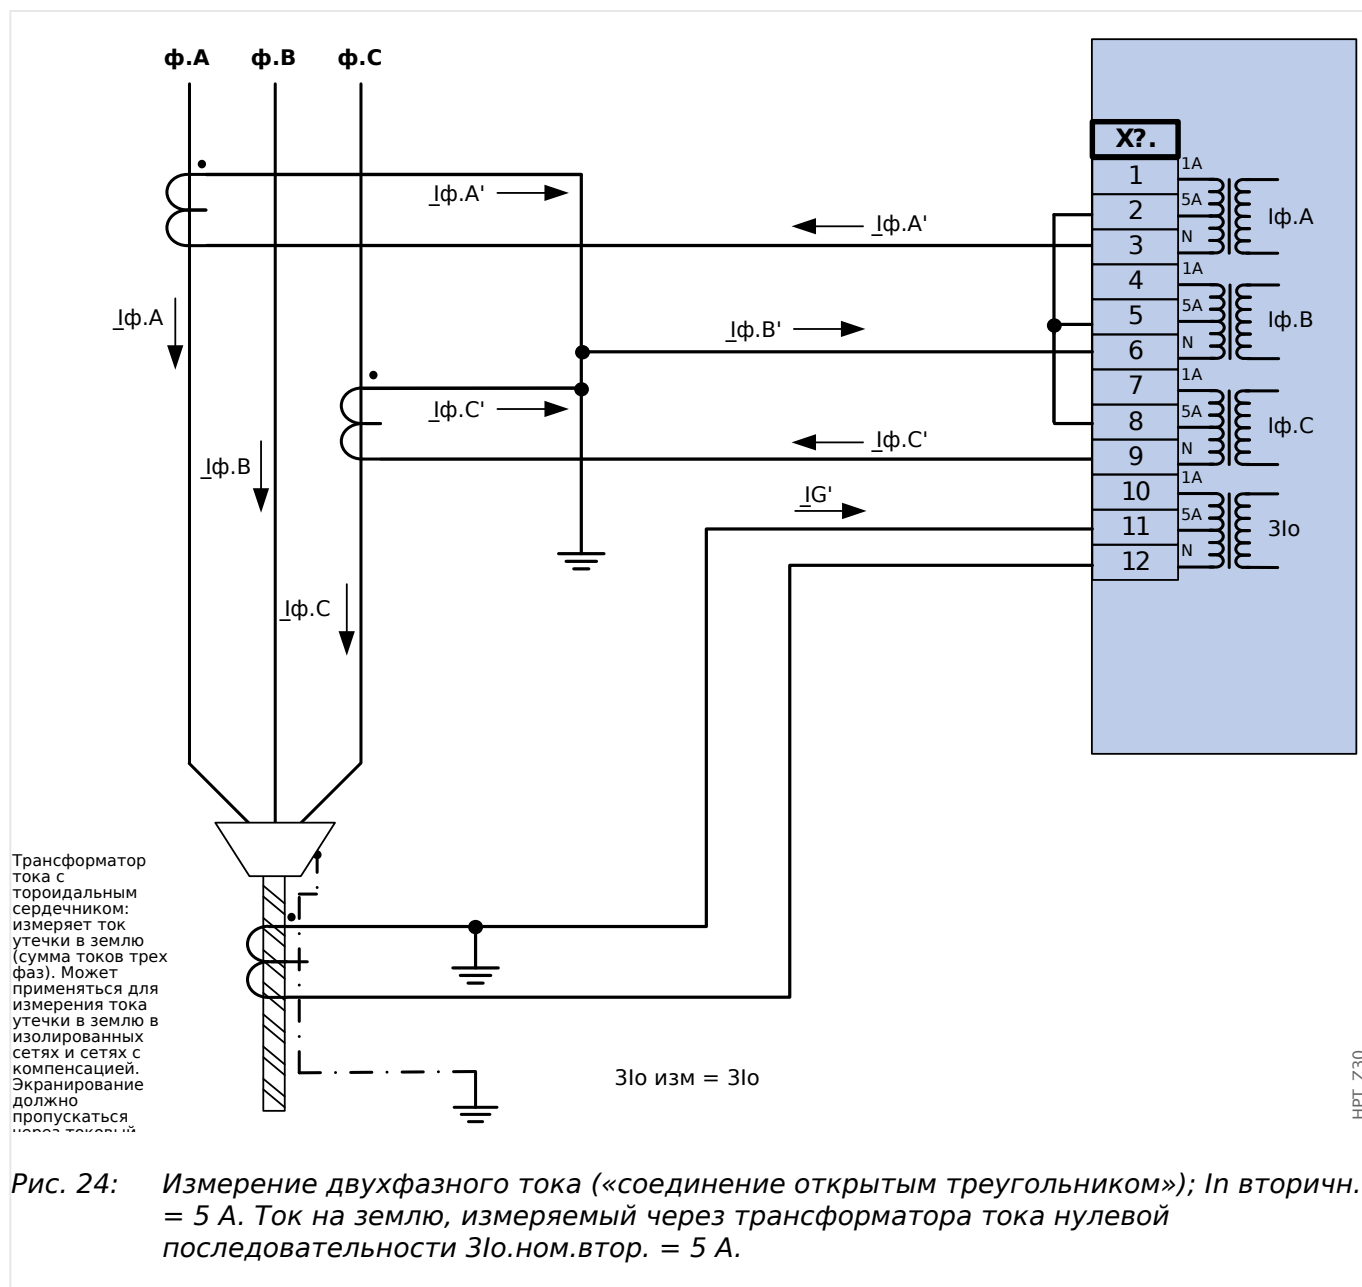 ф.A ф.B ф.C
X?.
1
2
3
4
5
6
7
8
9
10
11
12
1A
5A
N
1A
5A
N
1A
5A
N
1A
5A
N
Iф.A
Iф.B
Iф.C
3Io
_Iф.A'
_Iф.A'
_Iф.A
_Iф.B'
_Iф.C'
_Iф.C'
_Iф.B
_IG'
_Iф.C
Трансформатор
тока с
тороидальным
сердечником:
измеряет ток
утечки в землю
(сумма токов трех
фаз). Может
применяться для
измерения тока
утечки в землю в
изолированных
сетях и сетях с
компенсацией.
Экранирование
должно
пропускаться
через токовый
3Io изм = 3Io
HPT_Z30
Рис. 24: Измерение двухфазного тока («соединение открытым треугольником»); In вторичн.
= 5 A. Ток на землю, измеряемый через трансформатора тока нулевой
последовательности 3Io.ном.втор. = 5 A.